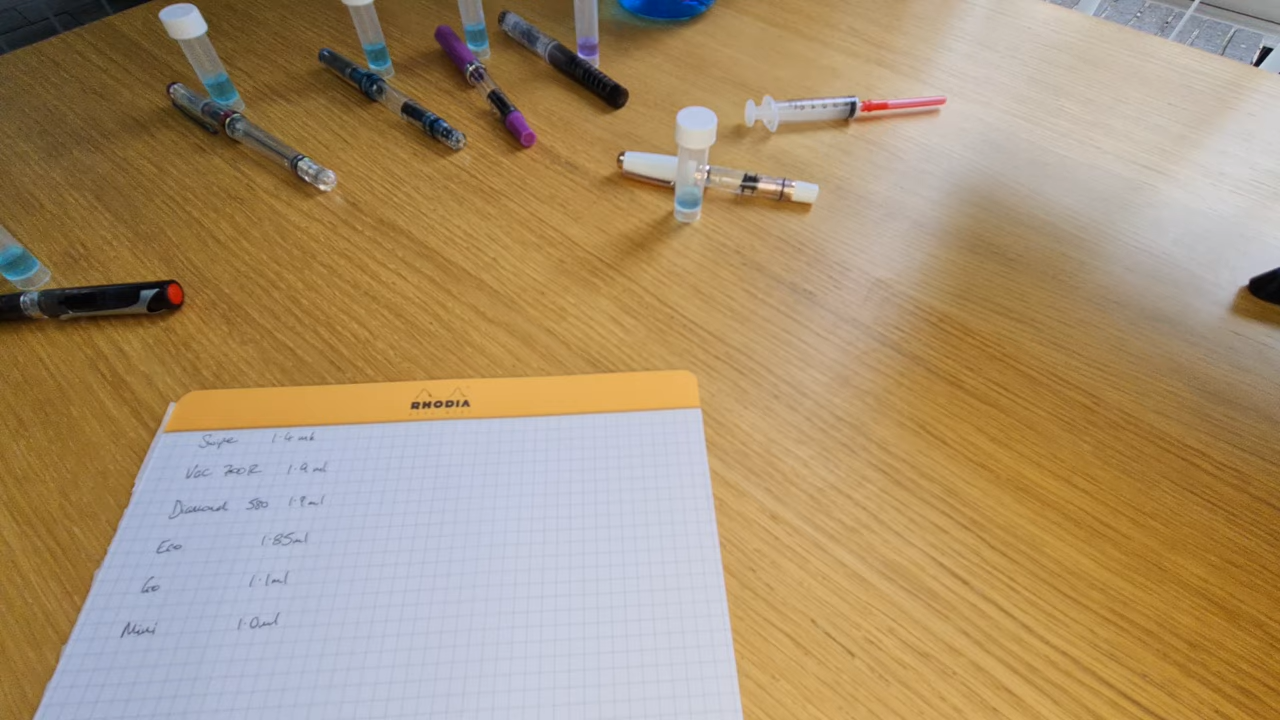 RHODIA
Swipe 1.4ml
Vac 700R 1.9ml
Diamond 580 1.9ml
Eco 1.85ml
Go 1.1ml
Mini 1.0ml